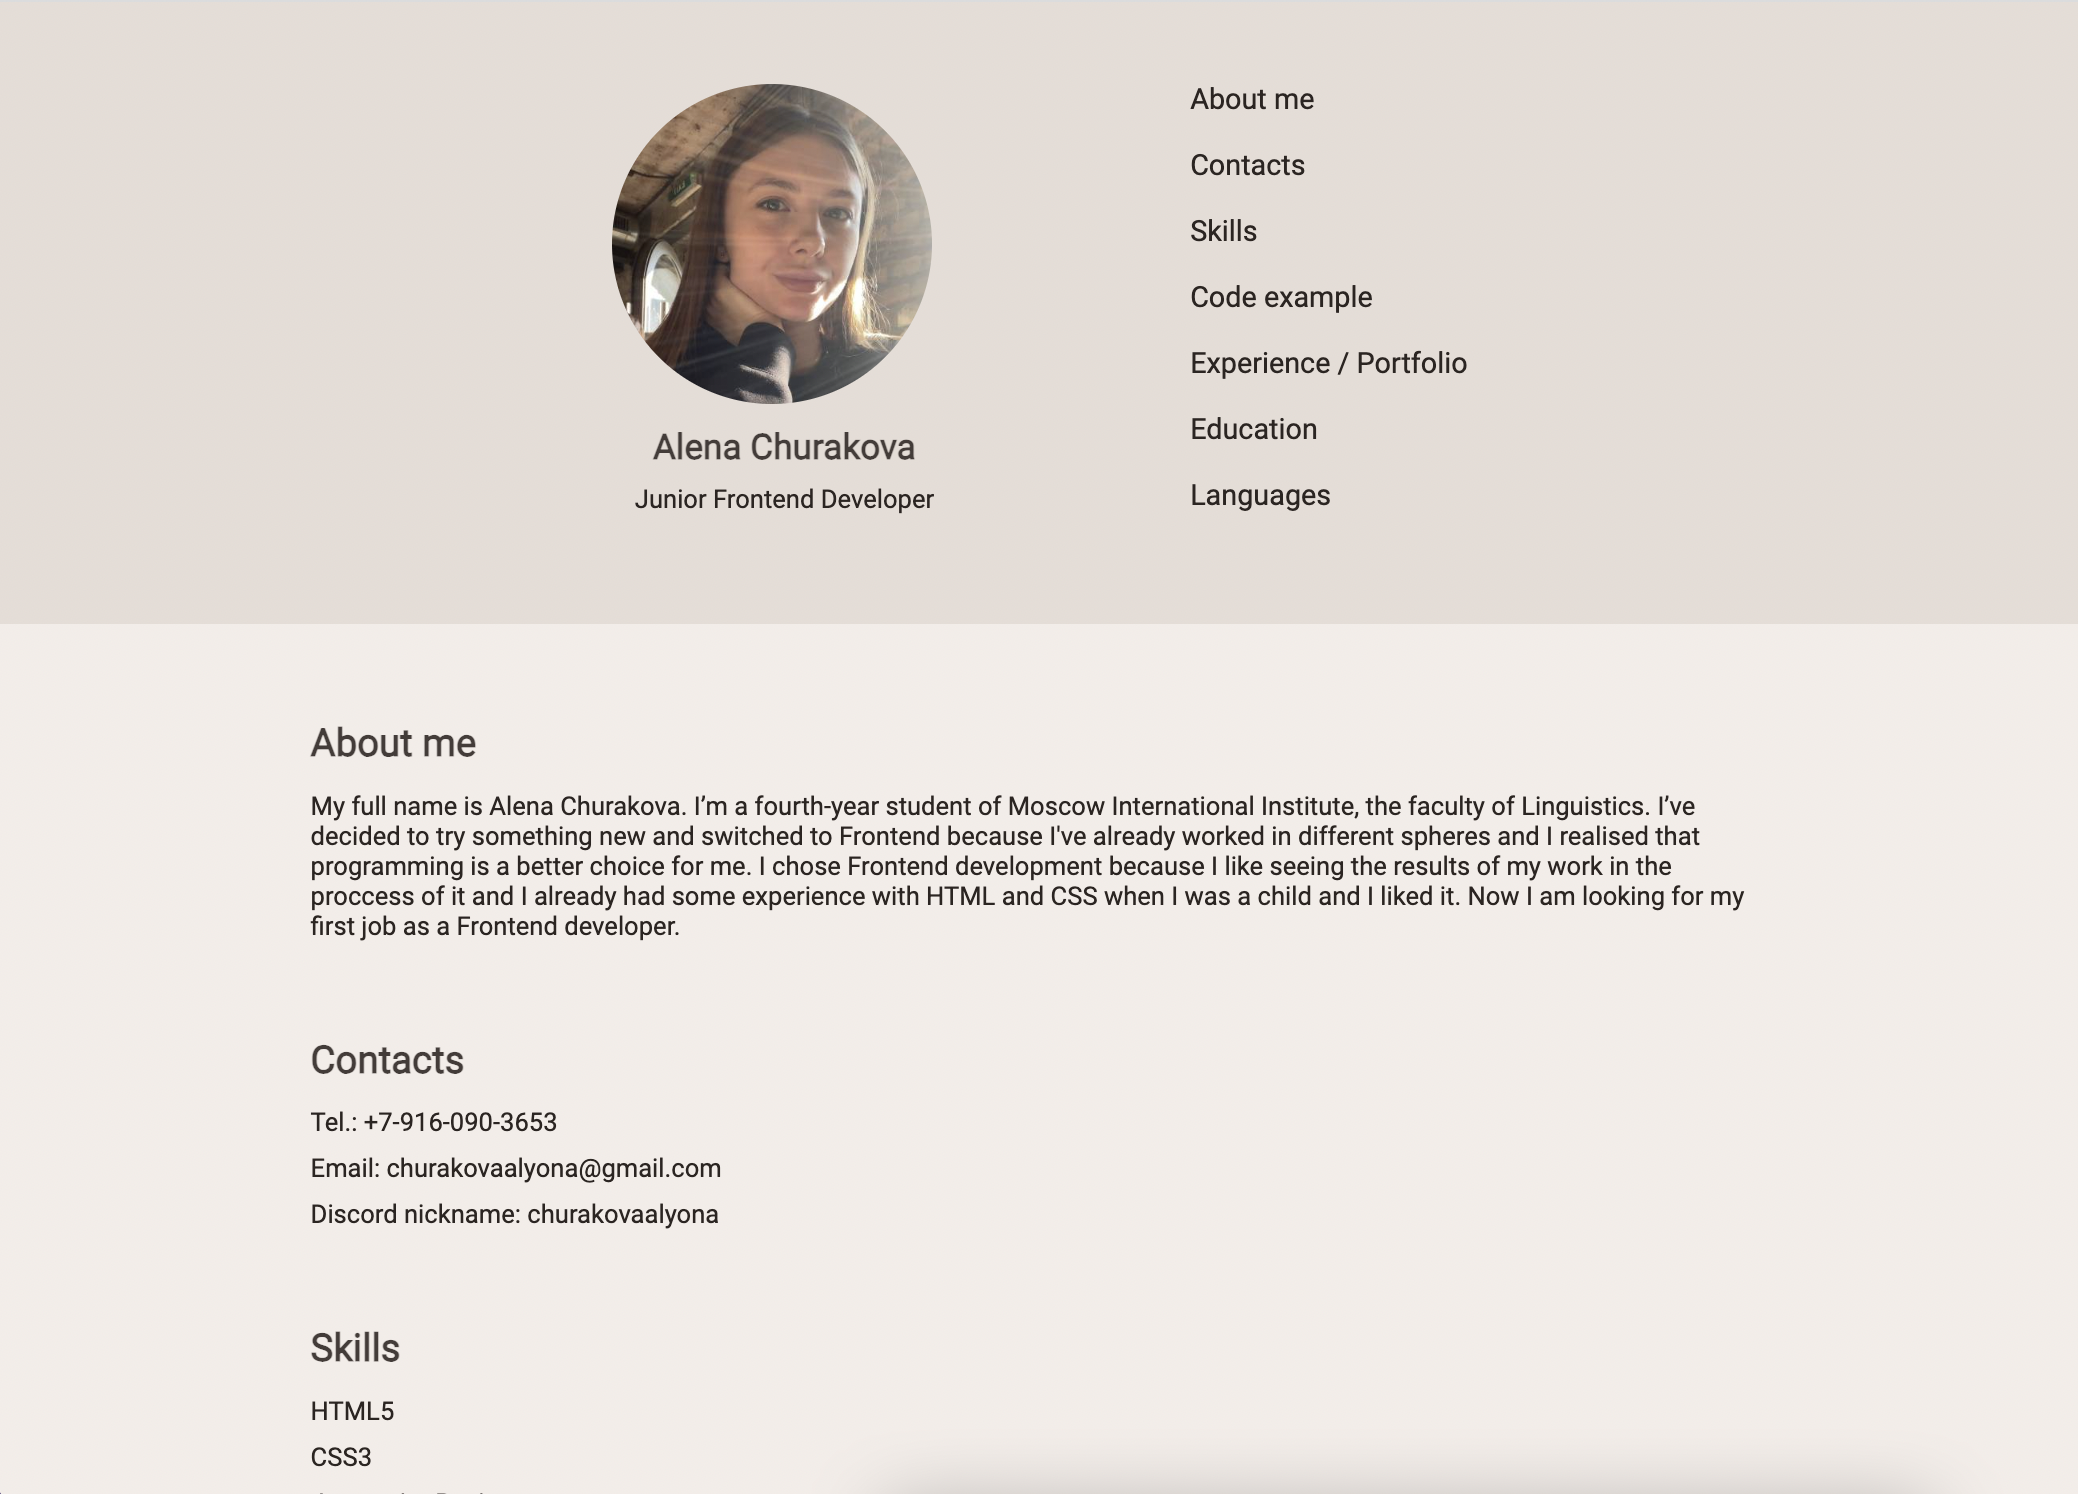 Alena Churakova
Junior Frontend Developer
About me
Contacts
Skills
Code example
Experience / Portfolio
Education
Languages
About me
My full name is Alena Churakova. I’m a fourth-year student of Moscow International Institute, the faculty of Linguistics. I’ve
decided to try something new and switched to Frontend because I've already worked in different spheres and I realised that
programming is a better choice for me. I chose Frontend development because I like seeing the results of my work in the
proccess of it and I already had some experience with HTML and CSS when I was a child and I liked it. Now I am looking for my
first job as a Frontend developer.
Contacts
Tel.: +7-916-090-3653
Email: churakovaalyona@gmail.com
Discord nickname: churakovaalyona
Skills
HTML5
CSS3